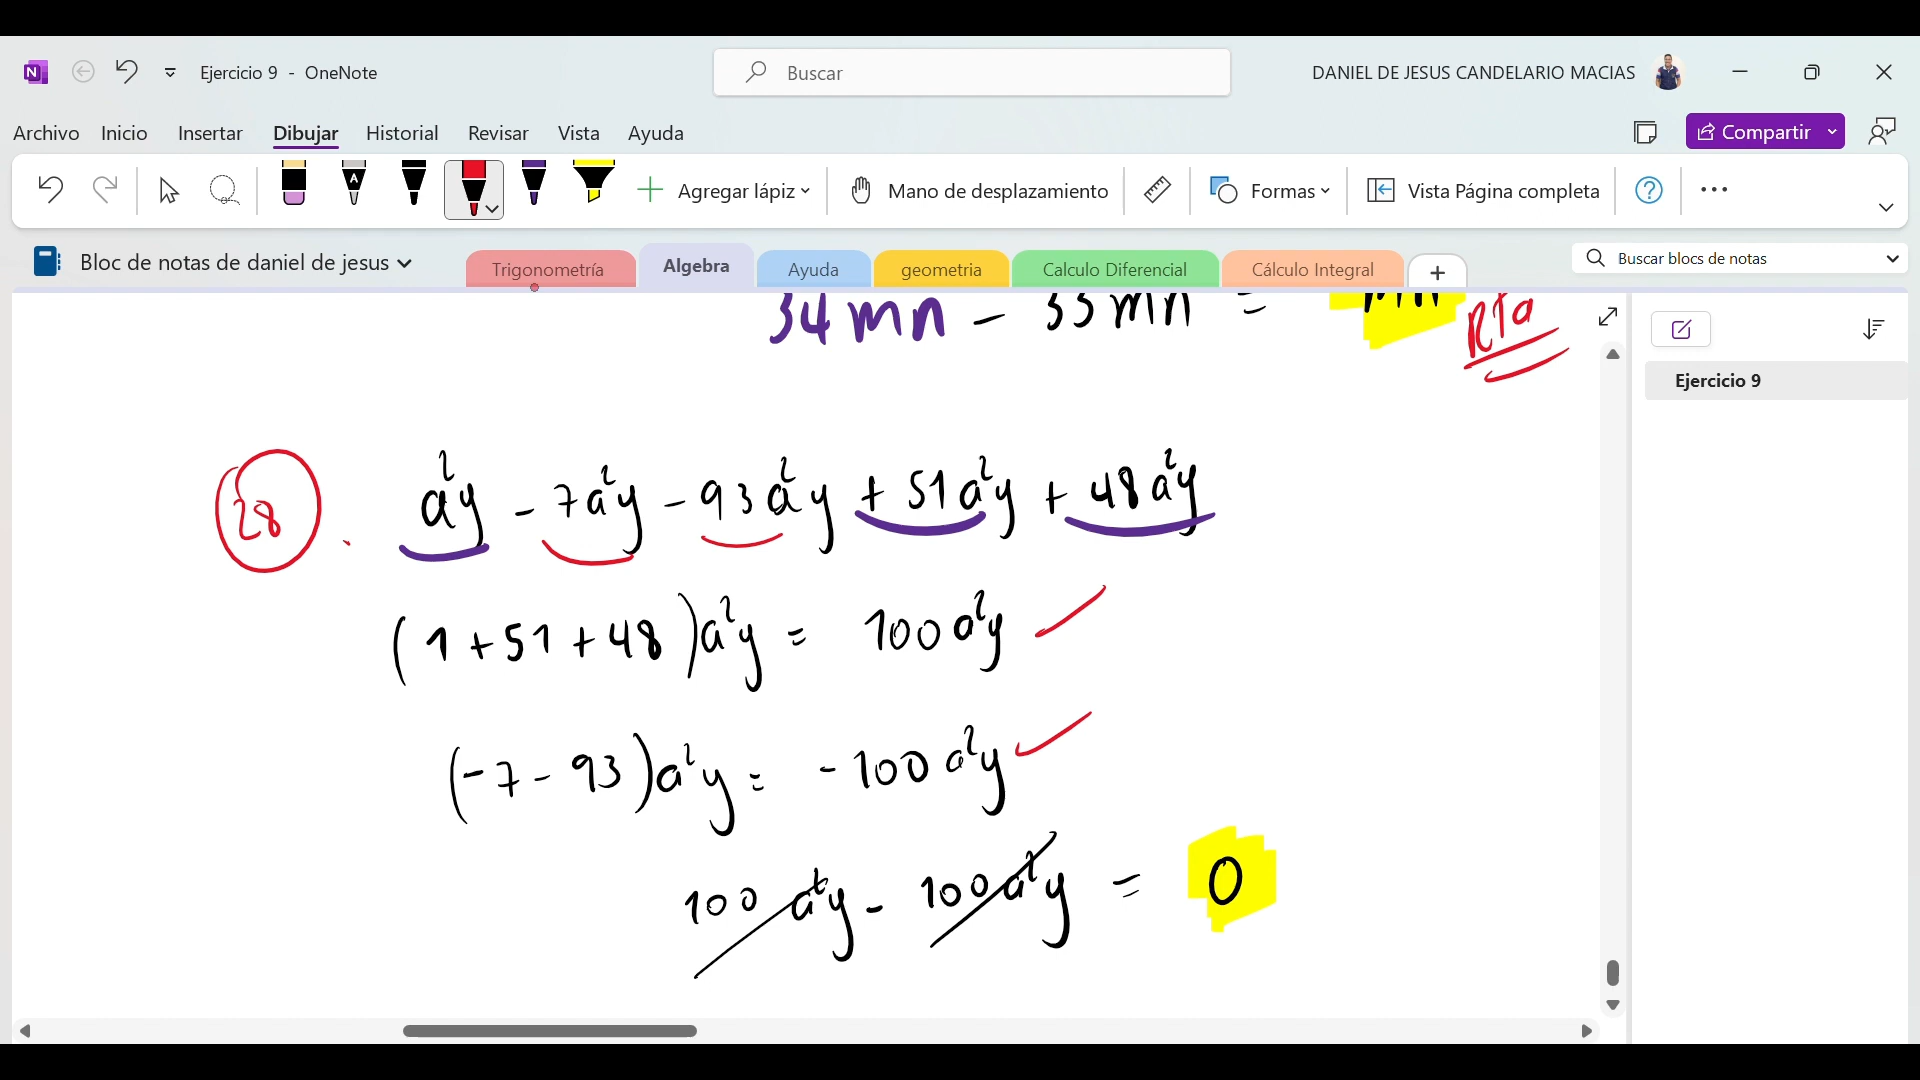 Ejercicio 9 - OneNote
Buscar
DANIEL DE JESUS CANDELARIO MACIAS
Archivo Inicio Insertar Dibujar Historial Revisar Vista Ayuda
Compartir
A
Agregar lápiz
Mano de desplazamiento
Formas
Vista Página completa
Bloc de notas de daniel de jesus
Trigonometría
Algebra
Ayuda
geometria
Calculo Diferencial
Cálculo Integral
+
Buscar blocs de notas
Ejercicio 9
34mn - 33mn = mn Rta
28. a²y - 7a²y - 93a²y + 51a²y + 48a²y
(1 + 51 + 48)a²y = 100a²y
(-7 - 93)a²y = -100a²y
100a²y - 100a²y = 0